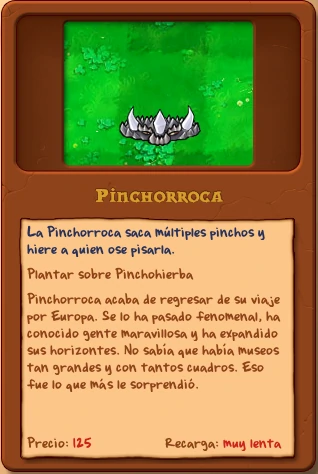 Pinchorroca
La Pinchorroca saca múltiples pinchos y
hiere a quien ose pisarla.
Plantar sobre Pinchohierba
Pinchorroca acaba de regresar de su viaje
por Europa. Se lo ha pasado fenomenal, ha
conocido gente maravillosa y ha expandido
sus horizontes. No sabía que había museos
tan grandes y con tantos cuadros. Eso
fue lo que más le sorprendió.
Precio: 125 Recarga: muy lenta